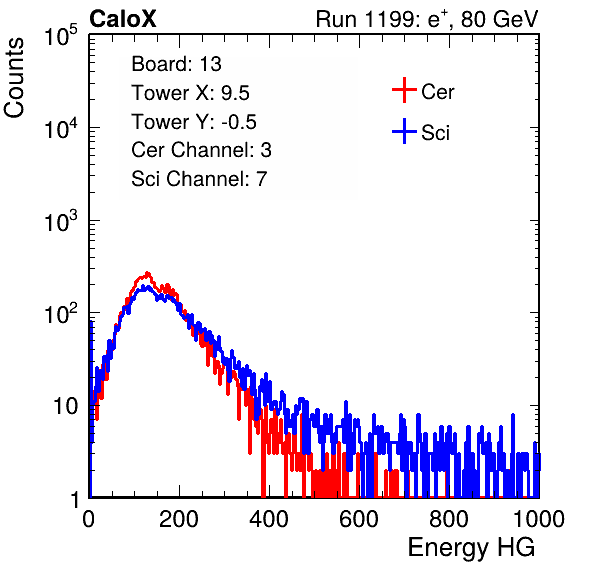 CaloX Run 1199: e⁺, 80 GeV
Counts
Board: 13
Tower X: 9.5
Tower Y: -0.5
Cer Channel: 3
Sci Channel: 7
Cer
Sci
10⁵
10⁴
10³
10²
10
1
0 200 400 600 800 1000
Energy HG